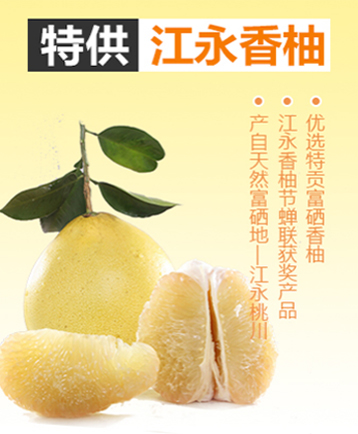 特供 江永香柚
优选特贡富硒香柚
江永香柚节蝉联获奖产品
产自天然富硒地—江永桃川